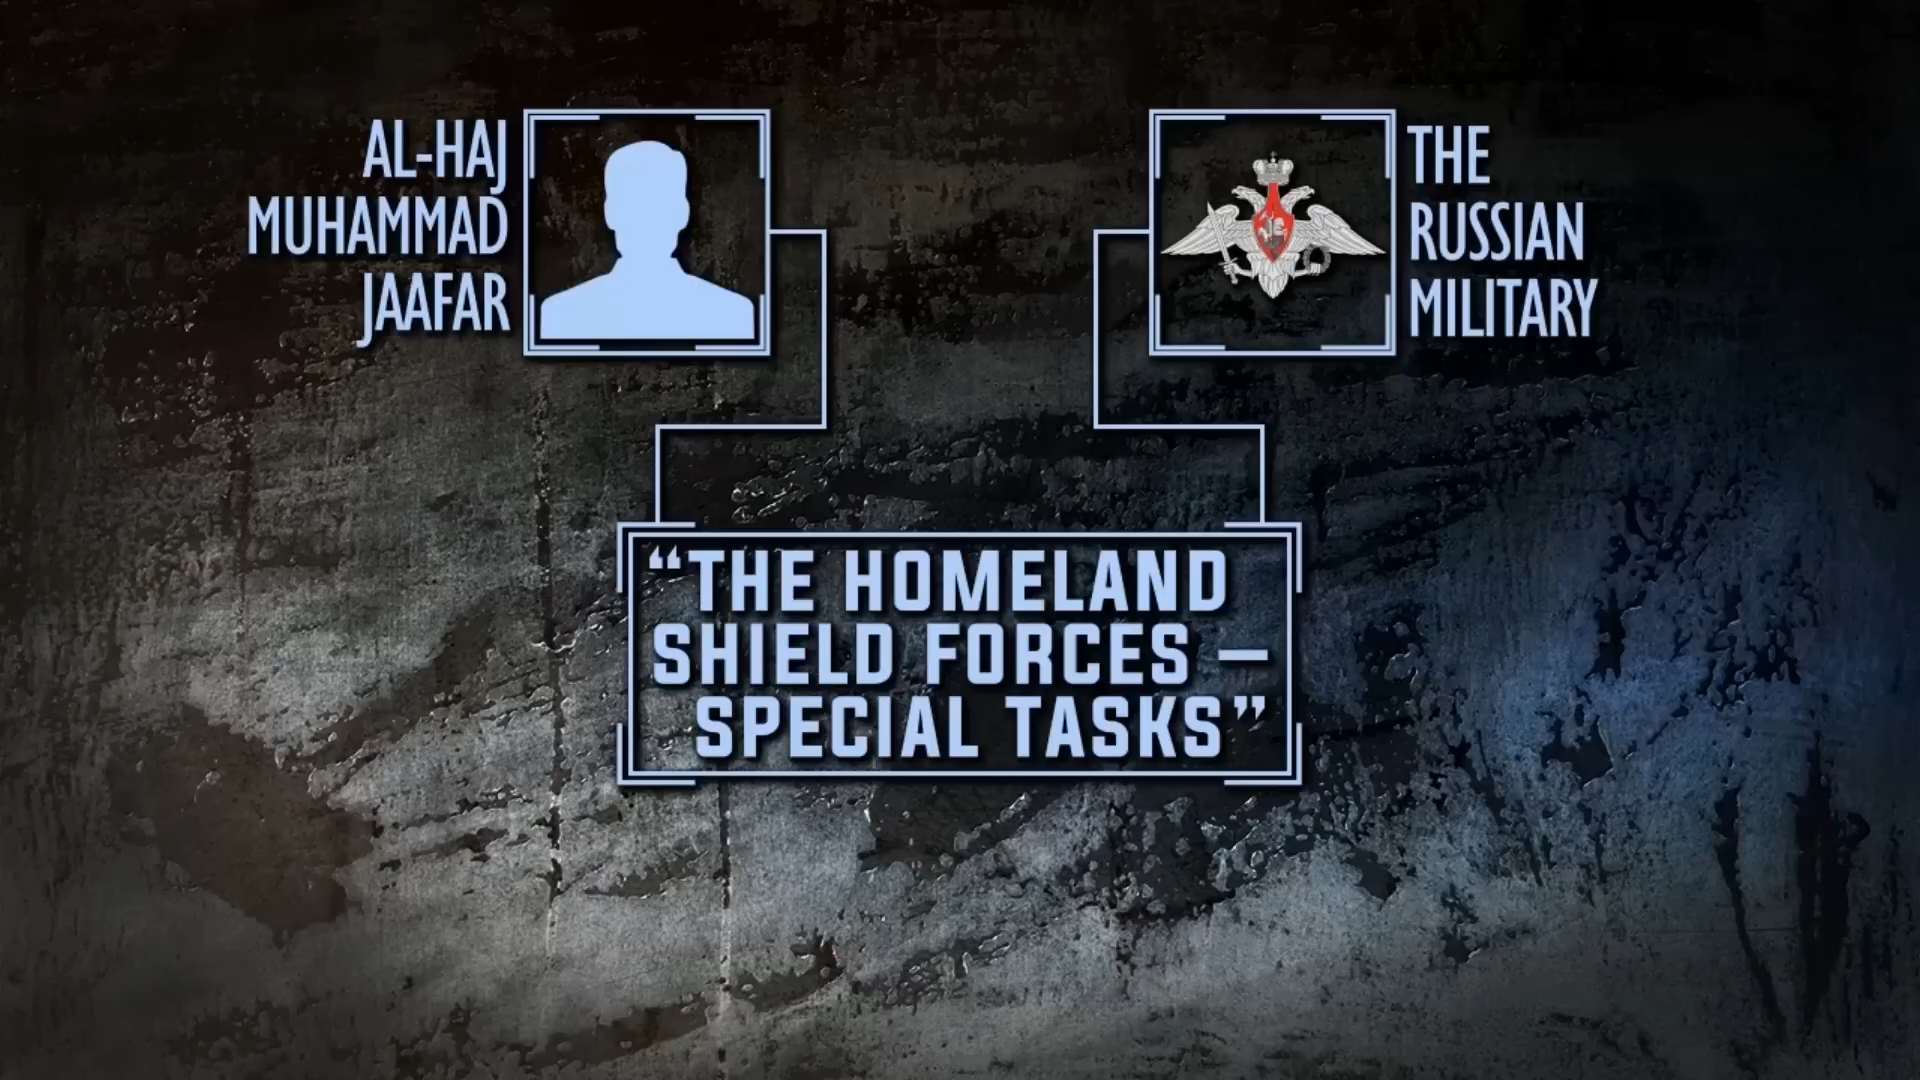 AL-HAJ
MUHAMMAD
JAAFAR
THE
RUSSIAN
MILITARY
“THE HOMELAND
SHIELD FORCES –
SPECIAL TASKS”